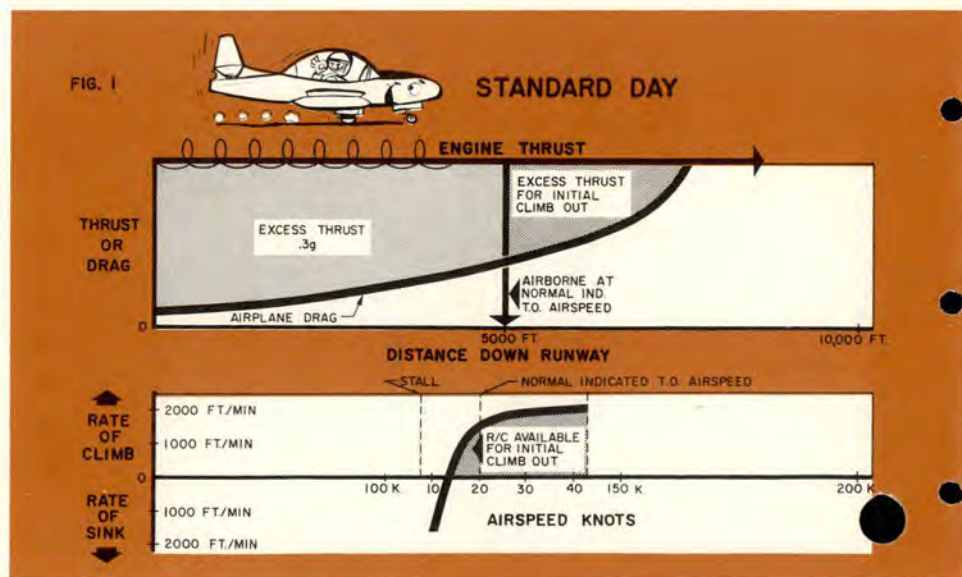 FIG. 1
STANDARD DAY
ENGINE THRUST
EXCESS THRUST
FOR INITIAL
CLIMB OUT
EXCESS THRUST
.3g
THRUST
OR
DRAG
AIRBORNE AT
NORMAL IND.
T.O. AIRSPEED
AIRPLANE DRAG
0
5000 FT.
10,000 FT.
DISTANCE DOWN RUNWAY
STALL
NORMAL INDICATED T.O. AIRSPEED
RATE
OF
CLIMB
2000 FT./MIN
1000 FT./MIN
R/C AVAILABLE
FOR INITIAL
CLIMB OUT
0
100 K.
10
20
30
40
150 K
200 K
RATE
OF
SINK
1000 FT./MIN
2000 FT./MIN
AIRSPEED KNOTS